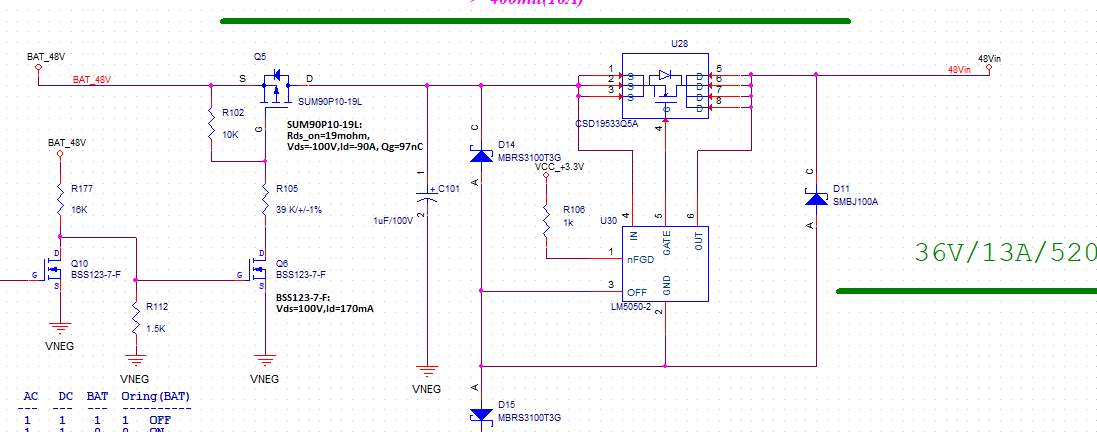 > 400mil(10A)
BAT_48V
BAT_48V
Q5
S
D
G
SUM90P10-19L
SUM90P10-19L:
Rds_on=19mohm,
Vds=-100V,Id=-90A, Qg=97nC
R102
10K
BAT_48V
R177
16K
R105
39 K/+/-1%
Q10
BSS123-7-F
D
G
S
VNEG
R112
1.5K
VNEG
Q6
BSS123-7-F
D
G
S
BSS123-7-F:
Vds=100V,Id=170mA
VNEG
1
+
C101
2
1uF/100V
VNEG
C
D14
MBRS3100T3G
A
VCC_+3.3V
R106
1k
U28
1
2
3
S
S
S
D
D
D
D
5
6
7
8
G
4
CSD19533Q5A
U30
4
5
6
IN
GATE
OUT
1
nFGD
3
OFF
GND
2
LM5050-2
48Vin
48Vin
C
D11
SMBJ100A
A
36V/13A/520
A
D15
MBRS3100T3G
AC DC BAT Oring(BAT)
--- --- --- -----------
1 1 1 1 OFF